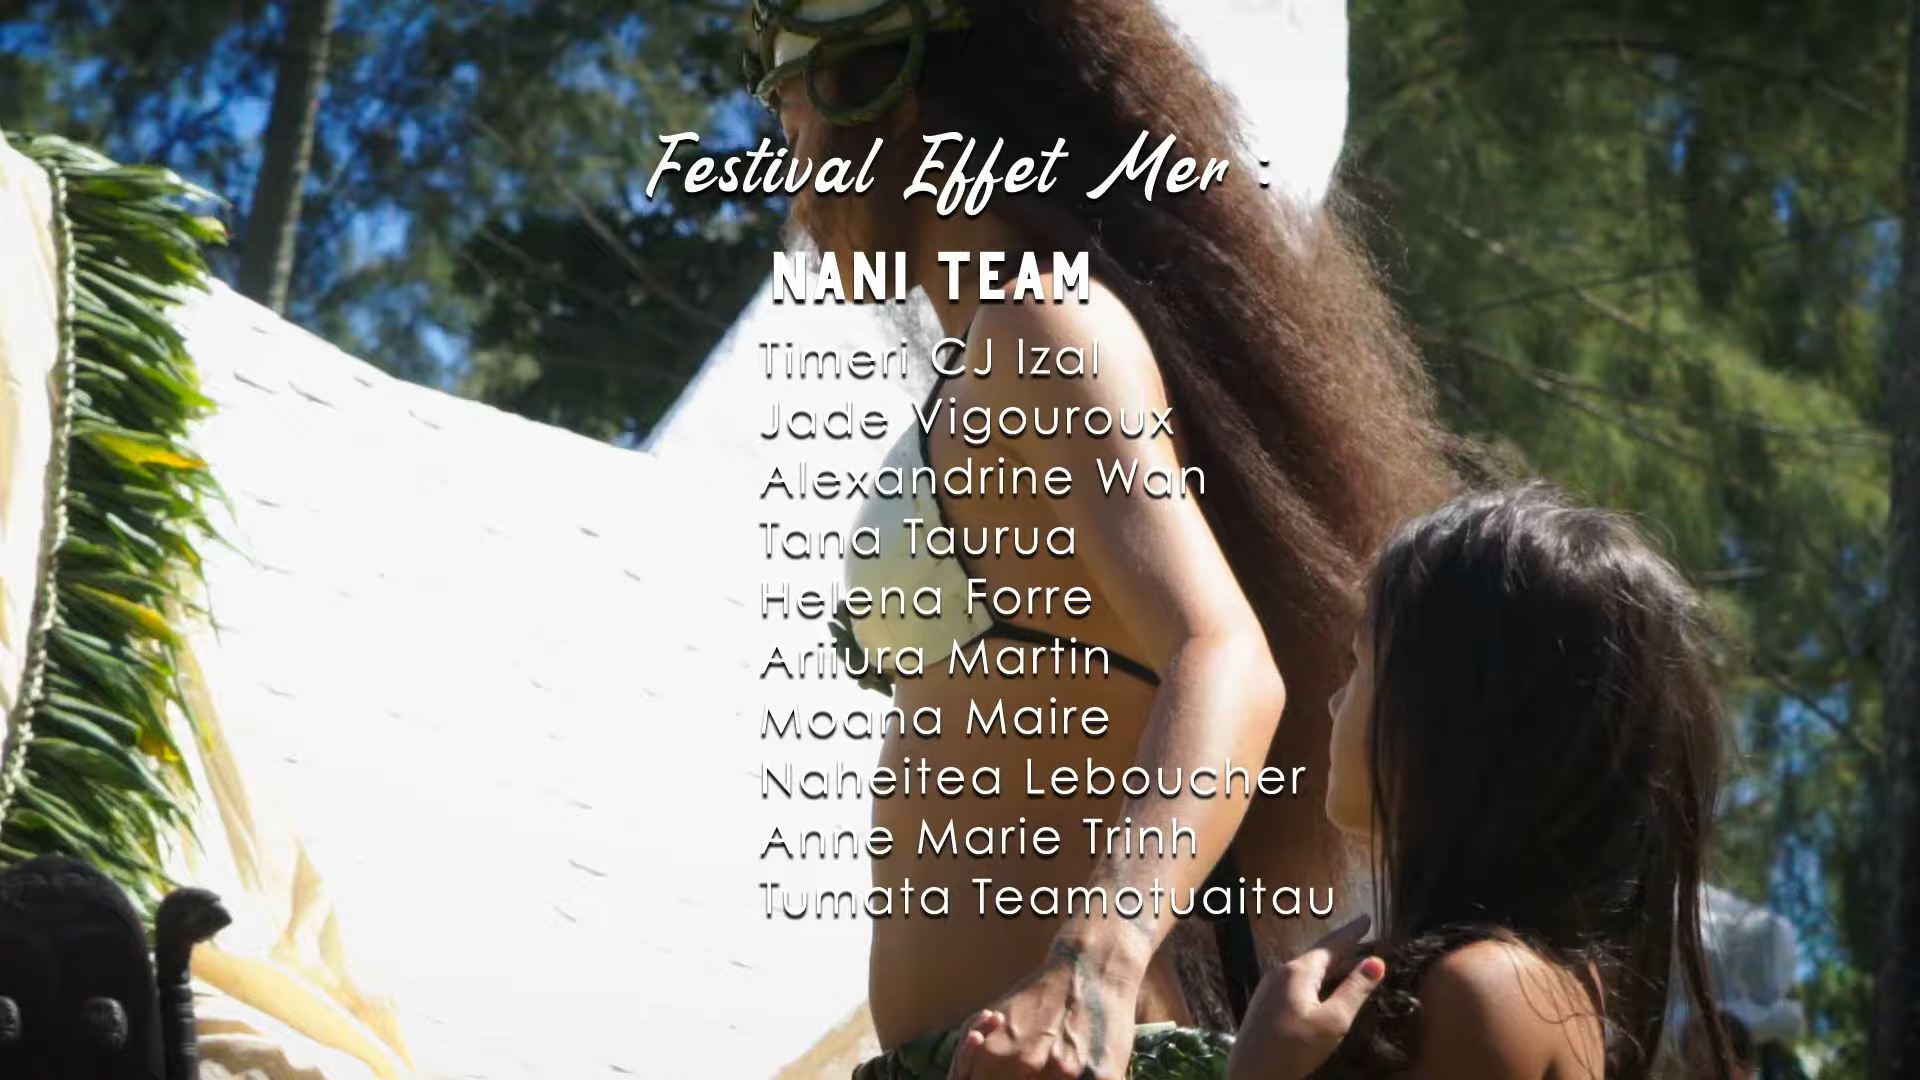 Festival Effet Mer :
NANI TEAM
Timeri CJ Izal
Jade Vigouroux
Alexandrine Wan
Tana Taurua
Helena Forre
Ariiura Martin
Moana Maire
Naheitea Leboucher
Anne Marie Trinh
Tumata Teamotuaitau